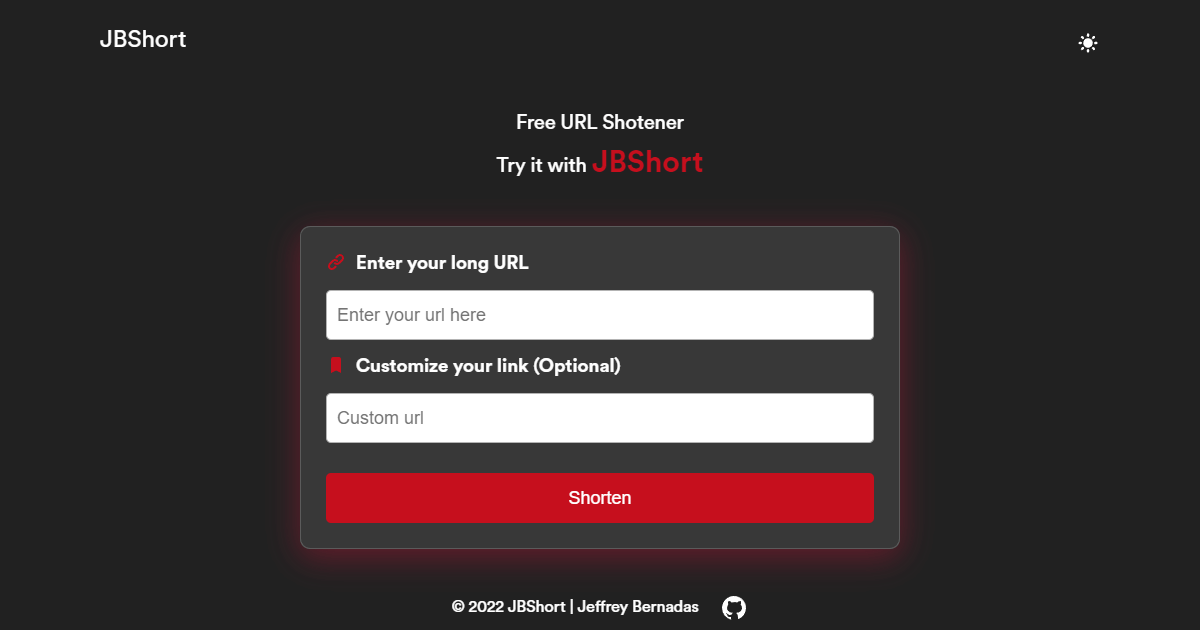 JBShort
Free URL Shotener
Try it with JBShort
Enter your long URL
Enter your url here
Customize your link (Optional)
Custom url
Shorten
© 2022 JBShort | Jeffrey Bernadas